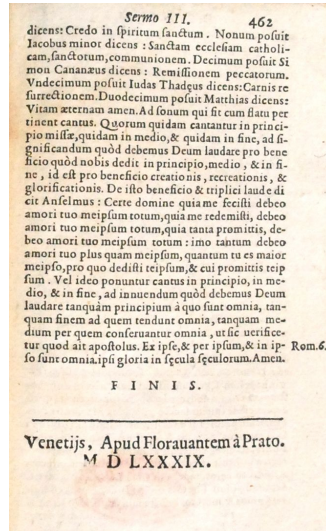 Sermo III. 462
dicens: Credo in spiritum sanctum. Nonum posuit
Iacobus minor dicens: Sanctam ecclesiam catholi-
cam, sanctorum, communionem. Decimum posuit Si
mon Cananæus dicens: Remissionem peccatorum.
Vndecimum posuit Iudas Thadęus dicens: Carnis re
surrectionem. Duodecimum posuit Matthias dicens:
Vitam æternam amen. Ad sonum qui fit cum flatu per
tinent cantus. Quorum quidam cantantur in princi-
pio missæ, quidam in medio, & quidam in fine, ad si-
gnificandum quòd debemus Deum laudare pro bene
ficio quòd nobis dedit in principio, medio, & in fi-
ne, id est pro beneficio creationis, recreationis, &
glorificationis. De isto beneficio & triplici laude di
cit Anselmus: Certe domine quia me fecisti debeo
amori tuo meipsum totum, quia me redemisti, debeo
amori tuo meipsum totum, quia tanta promittis, de-
beo amori tuo meipsum totum: imo tantum debeo
amori tuo plus quam meipsum, quantum tu es maior
meipso, pro quo dedisti teipsum, & cui promittis teip
sum. Vel ideo ponuntur cantus in principio, in me-
dio, & in fine, ad innuendum quòd debemus Deum
laudare tanquàm principium à quo sunt omnia, tan-
quam finem ad quem tendunt omnia, tanquam me-
dium per quem conseruantur omnia, ut sic uerifice-
tur quod ait apostolus. Ex ipse, & per ipsum, & in ip- Rom. 6.
so sunt omnia. ipsi gloria in sęcula sęculorum. Amen.
F I N I S.
Venetijs, Apud Florauantem à Prato.
M D LXXXIX.